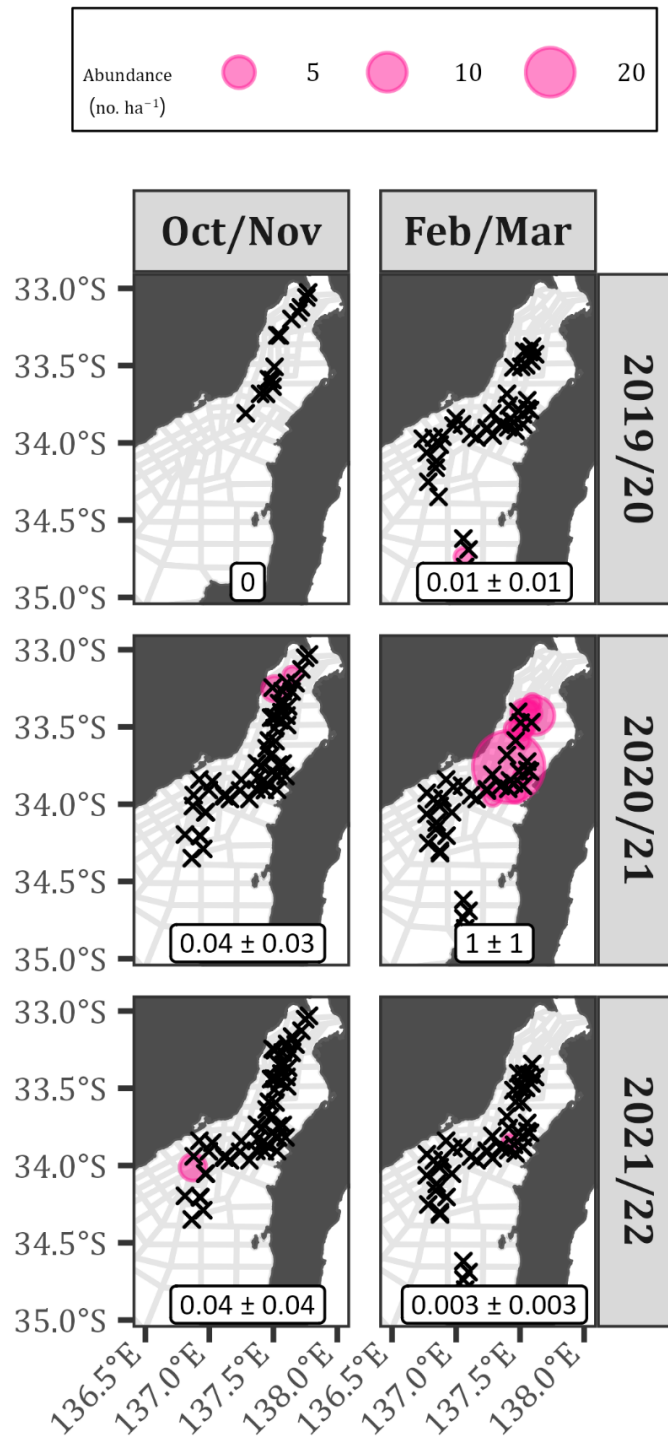 Abundance 5 10 20
(no. ha⁻¹)
Oct/Nov Feb/Mar
33.0°S
33.5°S
34.0°S
34.5°S
35.0°S
0
0.01 ± 0.01
2019/20
33.0°S
33.5°S
34.0°S
34.5°S
35.0°S
0.04 ± 0.03
1 ± 1
2020/21
33.0°S
33.5°S
34.0°S
34.5°S
35.0°S
0.04 ± 0.04
0.003 ± 0.003
2021/22
136.5°E
137.0°E
137.5°E
138.0°E
136.5°E
137.0°E
137.5°E
138.0°E